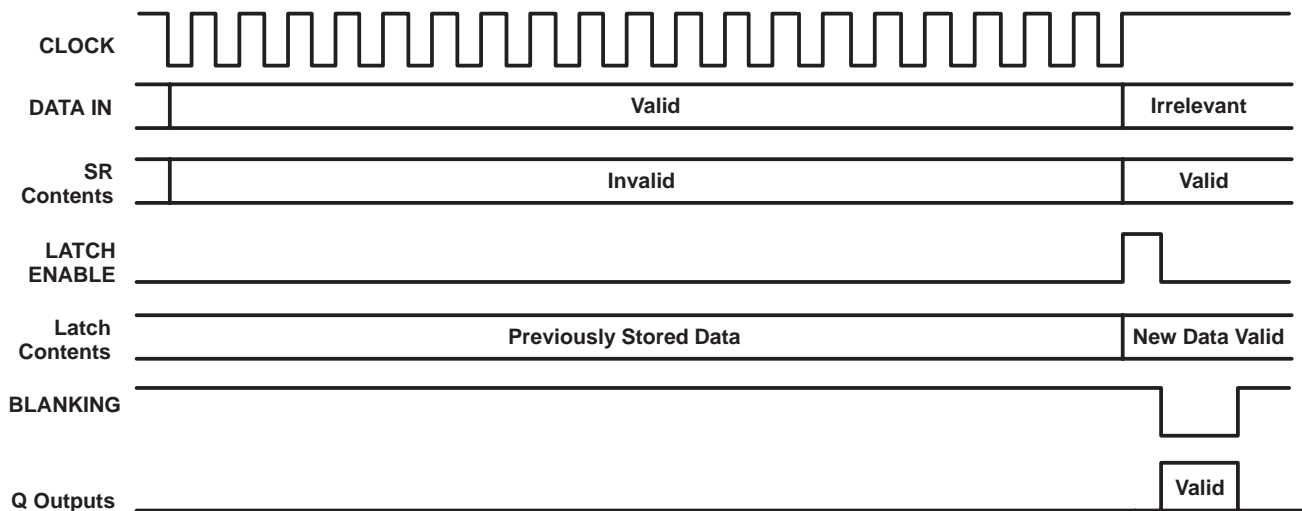 CLOCK
DATA IN
Valid
Irrelevant
SR
Contents
Invalid
Valid
LATCH
ENABLE
Latch
Contents
Previously Stored Data
New Data Valid
BLANKING
Q Outputs
Valid